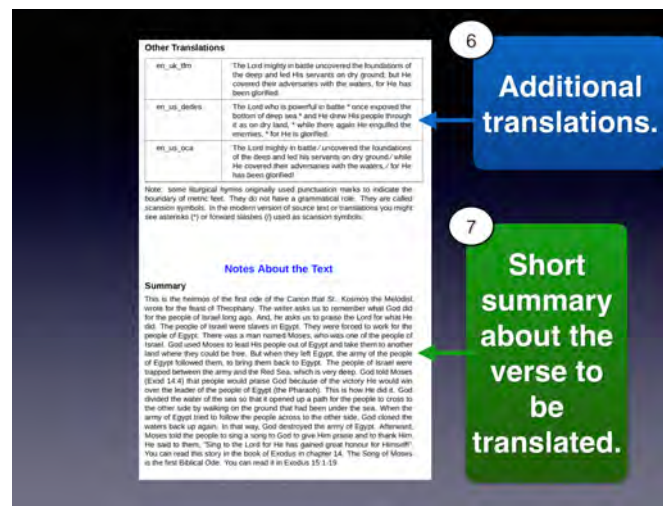 Other Translations
en_uk_tfm
The Lord mighty in battle uncovered the foundations of
the deep and led His servants on dry ground; but He
covered their adversaries with the waters, for He has
been glorified.
en_us_dedes
The Lord who is powerful in battle * once exposed the
bottom of deep sea * and He drew His people through
it as on dry land, * while there again He engulfed the
enemies, * for He is glorified.
en_us_oca
The Lord mighty in battle / uncovered the foundations
of the deep and led his servants on dry ground / while
He covered their adversaries with the waters, / for He
has been glorified!
Note: some liturgical hymns originally used punctuation marks to indicate the
boundary of metric feet. They do not have a grammatical role. They are called
scansion symbols. In the modern version of source text or translations you might
see asterisks (*) or forward slashes (/) used as scansion symbols.
Notes About the Text
Summary
This is the heirmos of the first ode of the Canon that St. Kosmos the Melodist
wrote for the feast of Theophany. The writer asks us to remember what God did
for the people of Israel long ago. And, he asks us to praise the Lord for what He
did. The people of Israel were slaves in Egypt. They were forced to work for the
people of Egypt. There was a man named Moses, who was one of the people of
Israel. God used Moses to lead His people out of Egypt and take them to another
land where they could be free. But when they left Egypt, the army of the people
of Egypt followed them, to bring them back to Egypt. The people of Israel were
trapped between the army and the Red Sea, which is very deep. God told Moses
(Exod 14:4) that people would praise God because of the victory He would win
over the leader of the people of Egypt (the Pharaoh). This is how He did it. God
divided the water of the sea so that it opened up a path for the people to cross to
the other side by walking on the ground that had been under the sea. When the
army of Egypt tried to follow the people across to the other side, God closed the
waters back up again. In that way, God destroyed the army of Egypt. Afterward,
Moses told the people to sing a song to God to give Him praise and to thank Him.
He said to them, "Sing to the Lord for He has gained great honour for Himself!"
You can read this story in the book of Exodus in chapter 14. The Song of Moses
is the first Biblical Ode. You can read it in Exodus 15:1-19.
6
Additional
translations.
7
Short
summary
about the
verse to
be
translated.